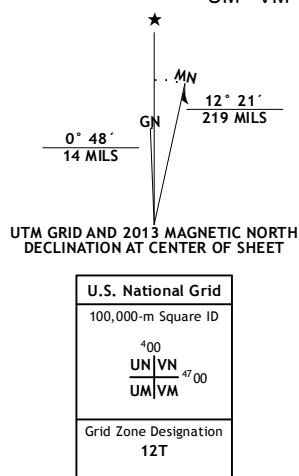 UM VM
★
MN
GN
12° 21´
219 MILS
0° 48´
14 MILS
UTM GRID AND 2013 MAGNETIC NORTH
DECLINATION AT CENTER OF SHEET
U.S. National Grid
100,000-m Square ID
⁴00
UN VN
⁴⁷00
UM VM
Grid Zone Designation
12T